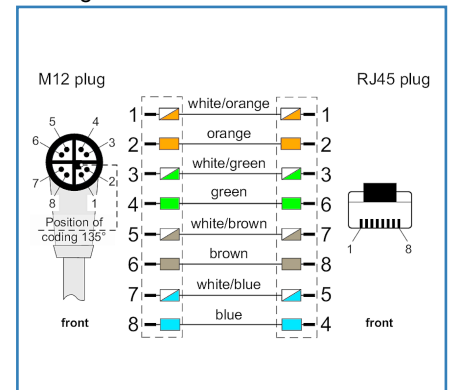 M12 plug
RJ45 plug
5 4
6 3
7 2
8 1
Position of
coding 135°
front
1 white/orange 1
2 orange 2
3 white/green 3
4 green 6
5 white/brown 7
6 brown 8
7 white/blue 5
8 blue 4
1 8
front